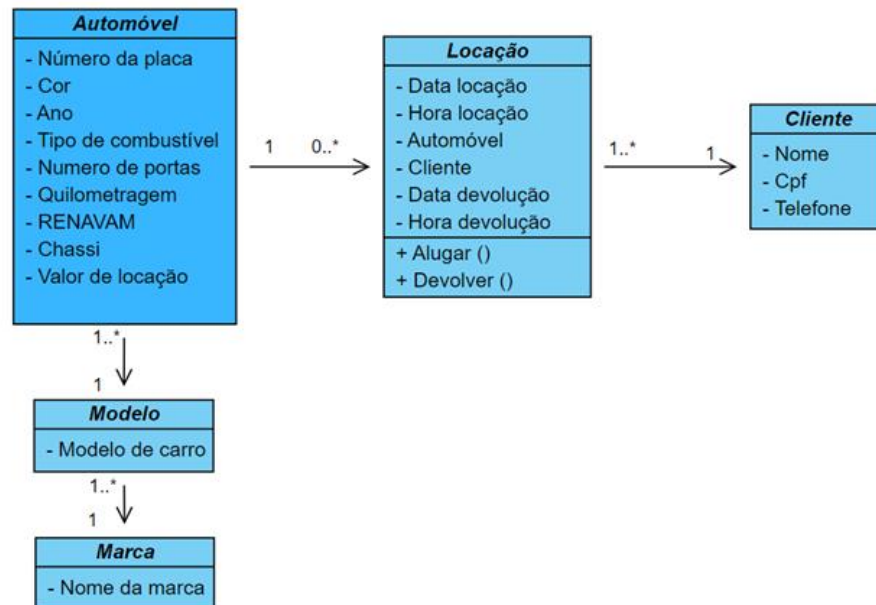 Automóvel
- Número da placa
- Cor
- Ano
- Tipo de combustível
- Numero de portas
- Quilometragem
- RENAVAM
- Chassi
- Valor de locação
1 0..*
Locação
- Data locação
- Hora locação
- Automóvel
- Cliente
- Data devolução
- Hora devolução
+ Alugar ()
+ Devolver ()
1..* 1
Cliente
- Nome
- Cpf
- Telefone
1..*
1
Modelo
- Modelo de carro
1..*
1
Marca
- Nome da marca